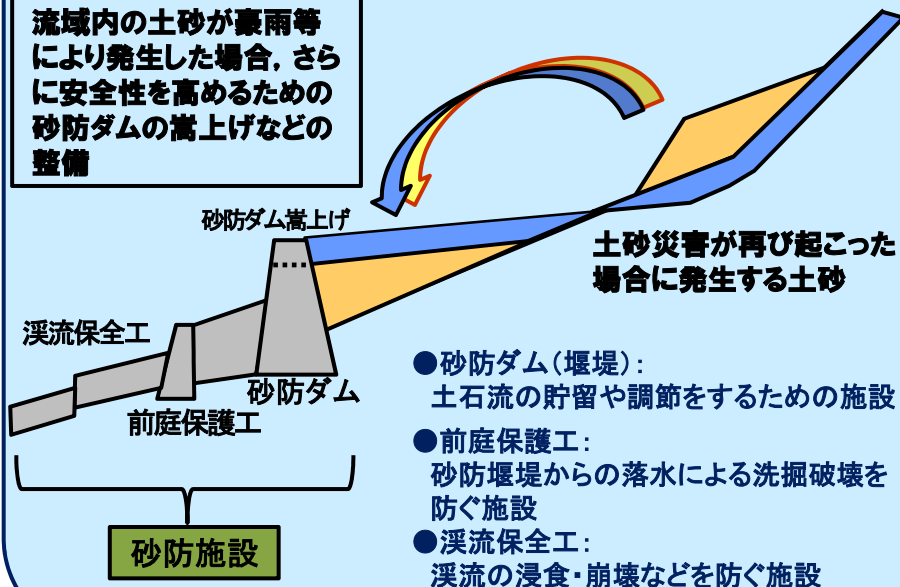 流域内の土砂が豪雨等
により発生した場合，さら
に安全性を高めるための
砂防ダムの嵩上げなどの
整備
砂防ダム嵩上げ
土砂災害が再び起こった
場合に発生する土砂
渓流保全工
砂防ダム
前庭保護工
砂防施設
●砂防ダム（堰堤）：
土石流の貯留や調節をするための施設
●前庭保護工：
砂防堰堤からの落水による洗掘破壊を
防ぐ施設
●渓流保全工：
渓流の浸食・崩壊などを防ぐ施設